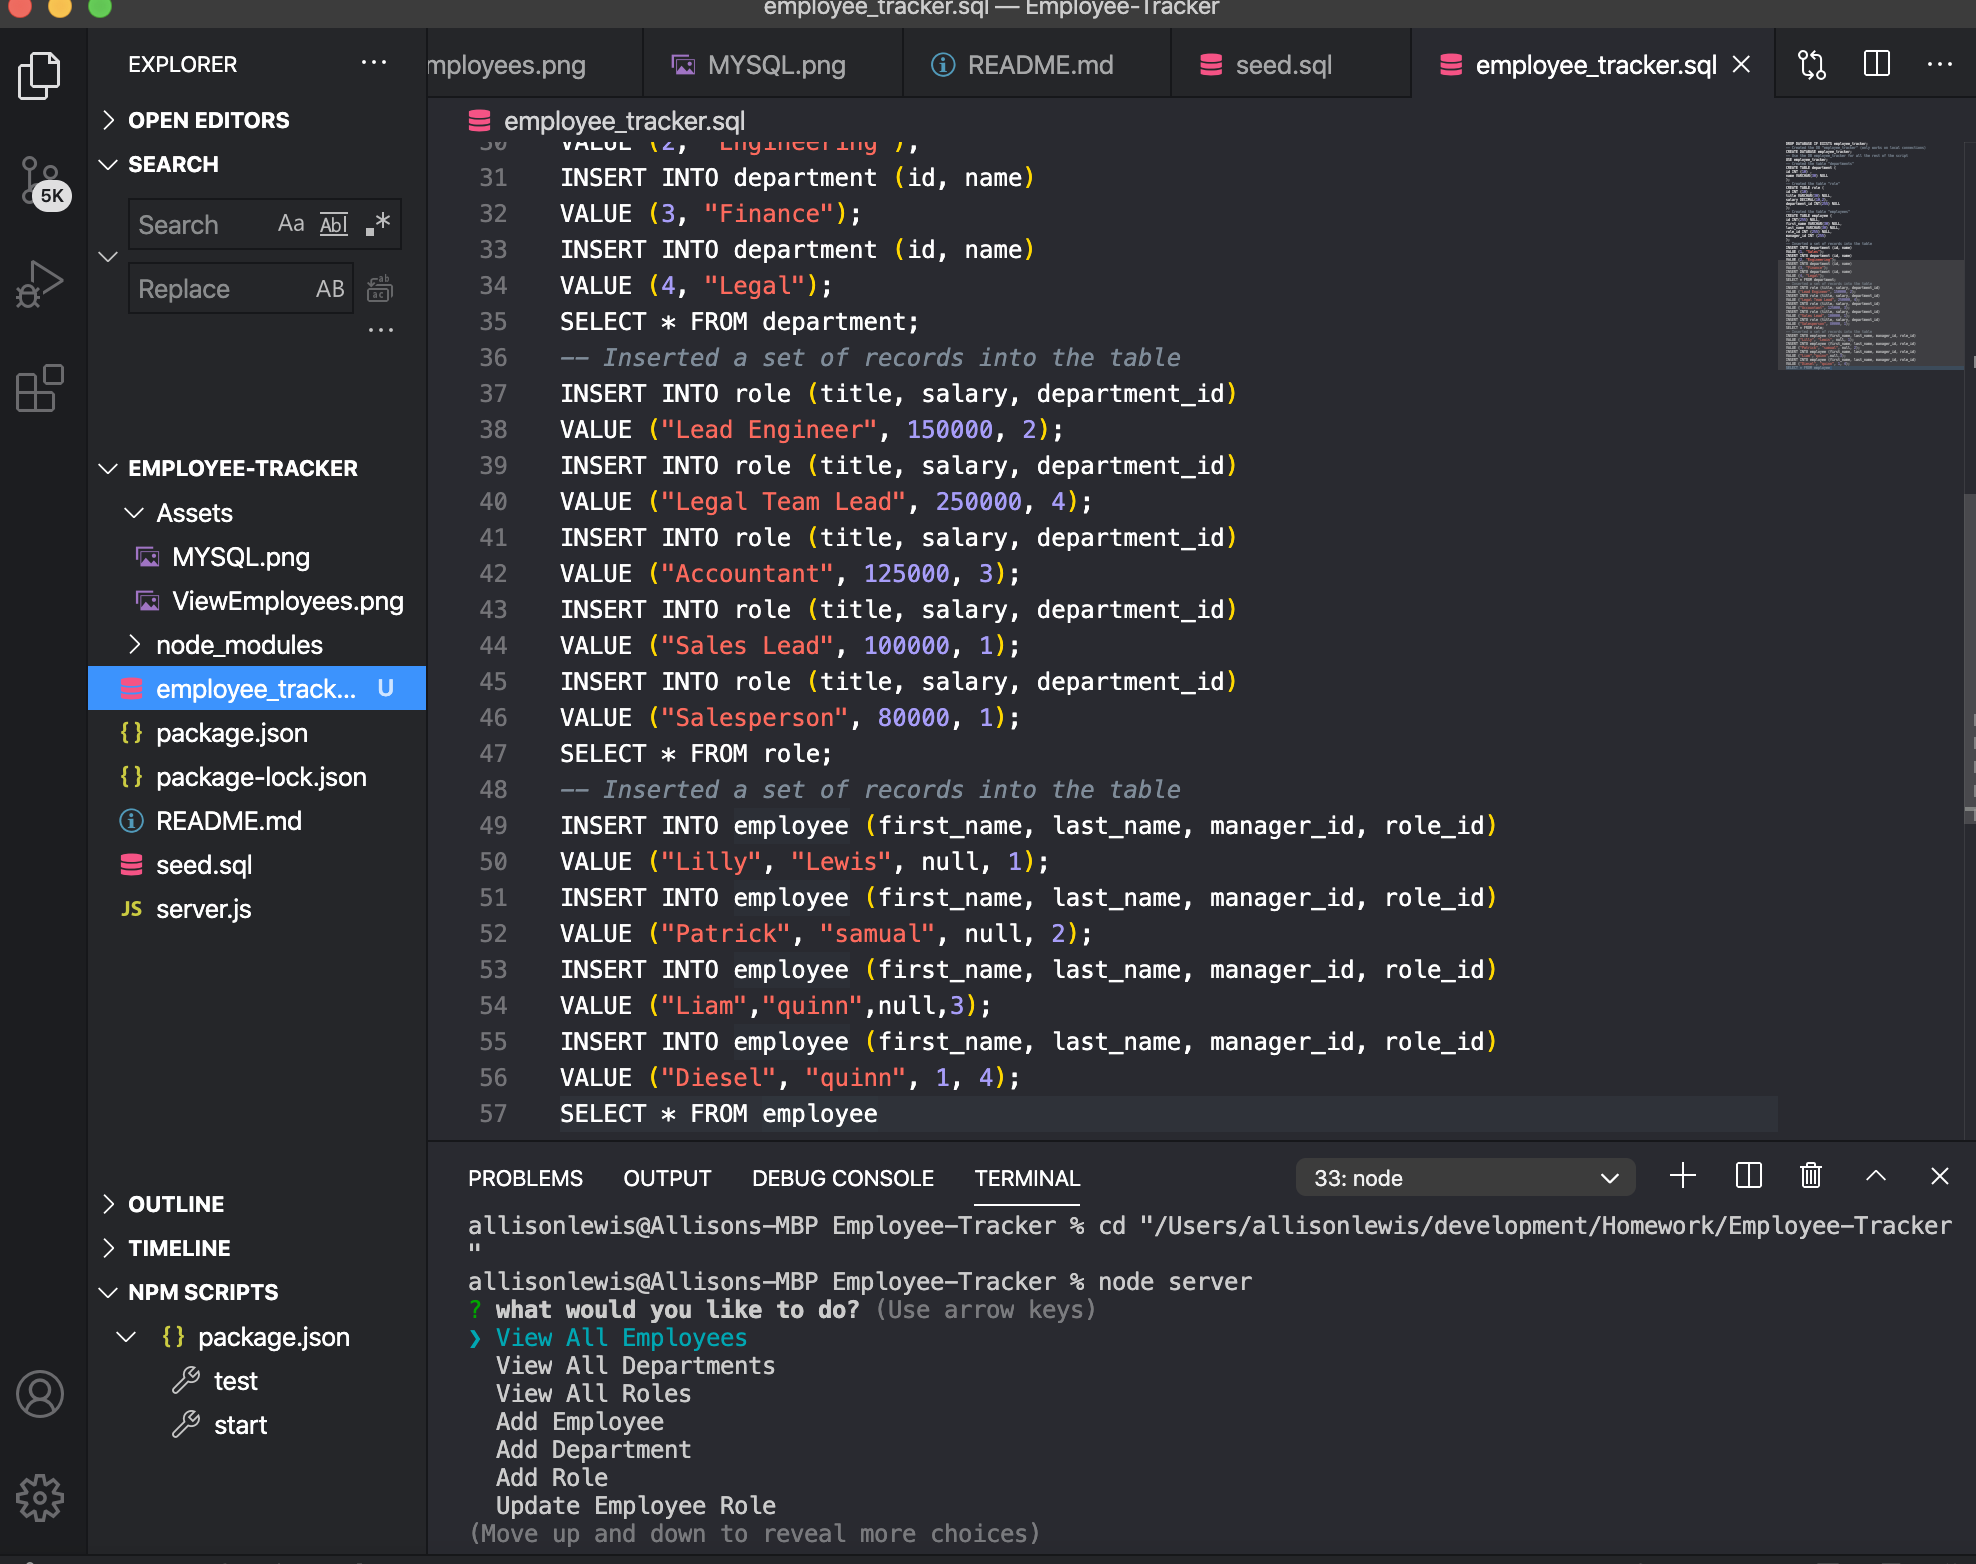 employee_tracker.sql — Employee-Tracker
EXPLORER
OPEN EDITORS
SEARCH
5K
Search Aa Abl .*
Replace AB
EMPLOYEE-TRACKER
Assets
MYSQL.png
ViewEmployees.png
node_modules
employee_track... U
{} package.json
{} package-lock.json
README.md
seed.sql
JS server.js
OUTLINE
TIMELINE
NPM SCRIPTS
{} package.json
test
start
mployees.png MYSQL.png README.md seed.sql employee_tracker.sql
employee_tracker.sql
30 VALUE (2, "Engineering"),
31 INSERT INTO department (id, name)
32 VALUE (3, "Finance");
33 INSERT INTO department (id, name)
34 VALUE (4, "Legal");
35 SELECT * FROM department;
36 -- Inserted a set of records into the table
37 INSERT INTO role (title, salary, department_id)
38 VALUE ("Lead Engineer", 150000, 2);
39 INSERT INTO role (title, salary, department_id)
40 VALUE ("Legal Team Lead", 250000, 4);
41 INSERT INTO role (title, salary, department_id)
42 VALUE ("Accountant", 125000, 3);
43 INSERT INTO role (title, salary, department_id)
44 VALUE ("Sales Lead", 100000, 1);
45 INSERT INTO role (title, salary, department_id)
46 VALUE ("Salesperson", 80000, 1);
47 SELECT * FROM role;
48 -- Inserted a set of records into the table
49 INSERT INTO employee (first_name, last_name, manager_id, role_id)
50 VALUE ("Lilly", "Lewis", null, 1);
51 INSERT INTO employee (first_name, last_name, manager_id, role_id)
52 VALUE ("Patrick", "samual", null, 2);
53 INSERT INTO employee (first_name, last_name, manager_id, role_id)
54 VALUE ("Liam","quinn",null,3);
55 INSERT INTO employee (first_name, last_name, manager_id, role_id)
56 VALUE ("Diesel", "quinn", 1, 4);
57 SELECT * FROM employee
PROBLEMS OUTPUT DEBUG CONSOLE TERMINAL 33: node
allisonlewis@Allisons-MBP Employee-Tracker % cd "/Users/allisonlewis/development/Homework/Employee-Tracker
"
allisonlewis@Allisons-MBP Employee-Tracker % node server
? what would you like to do? (Use arrow keys)
❯ View All Employees
View All Departments
View All Roles
Add Employee
Add Department
Add Role
Update Employee Role
(Move up and down to reveal more choices)